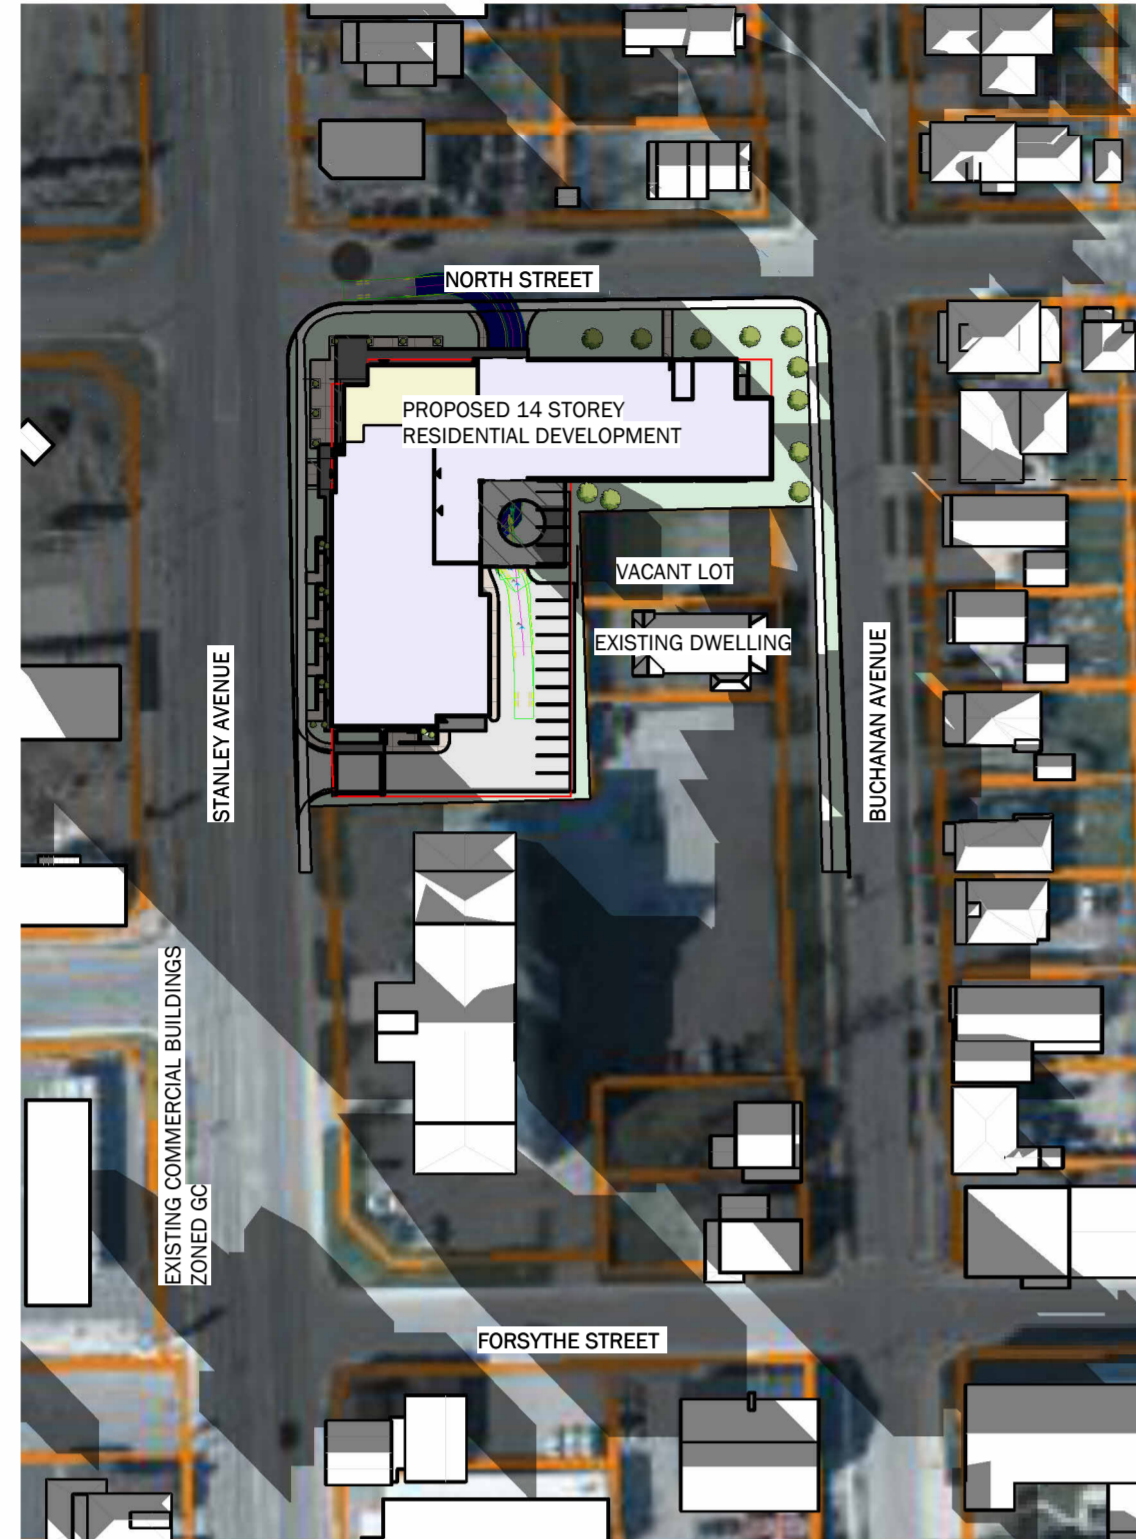 NORTH STREET
PROPOSED 14 STOREY
RESIDENTIAL DEVELOPMENT
VACANT LOT
EXISTING DWELLING
STANLEY AVENUE
BUCHANAN AVENUE
EXISTING COMMERCIAL BUILDINGS
ZONED GC
FORSYTHE STREET